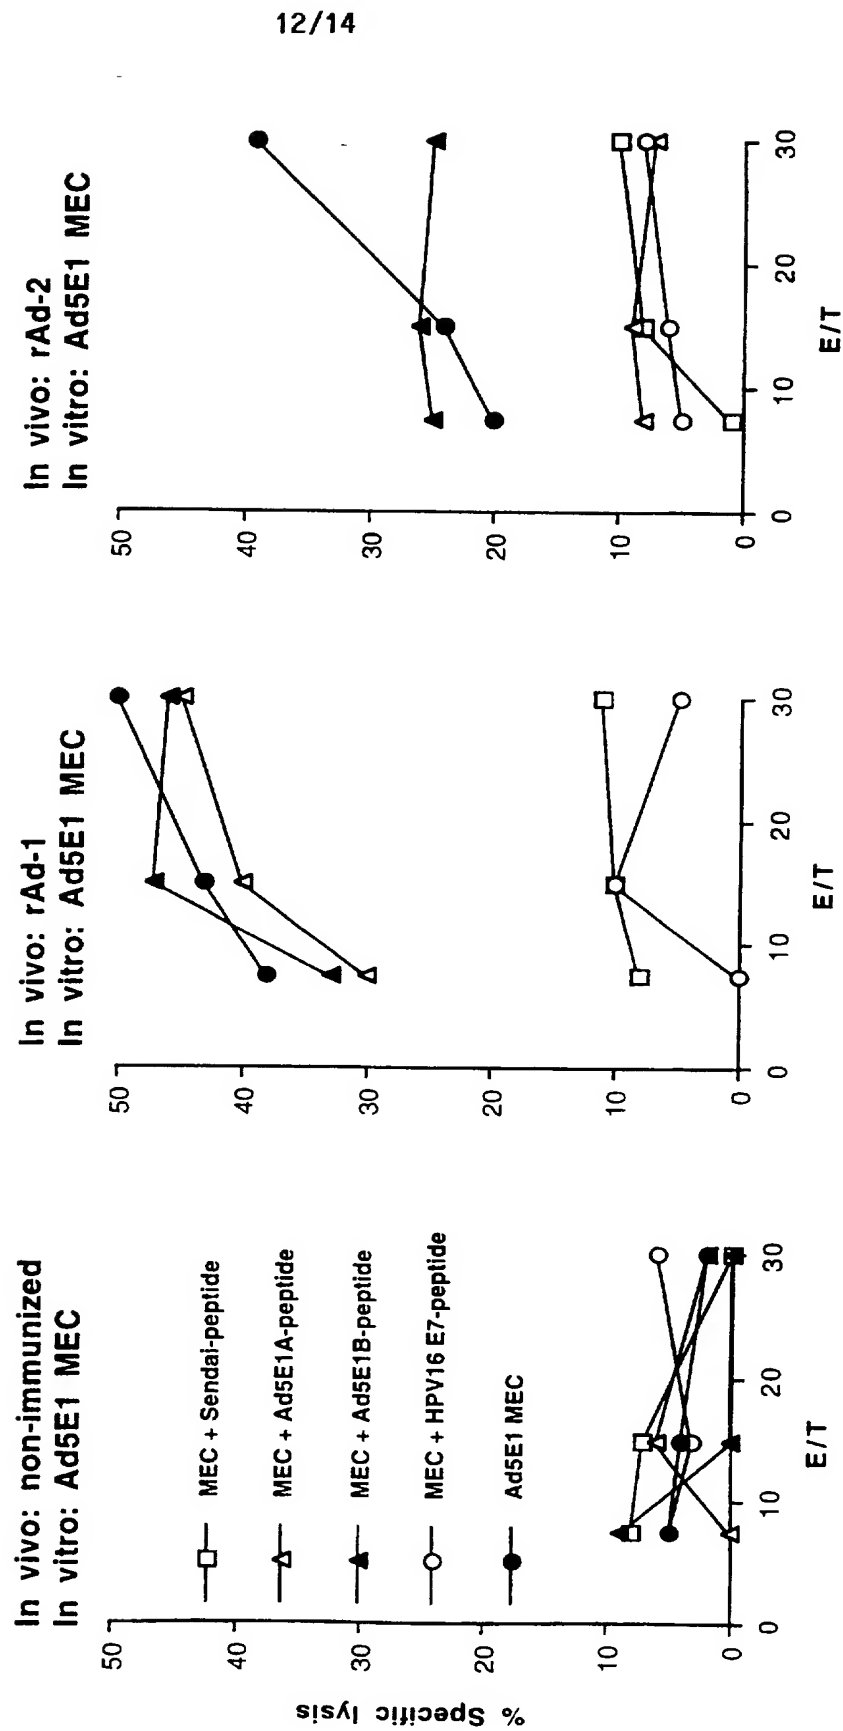 12/14
In vivo: non-immunized
In vitro: Ad5E1 MEC
% Specific lysis
50
40
30
20
10
0
MEC + Sendai-peptide
MEC + Ad5E1A-peptide
MEC + Ad5E1B-peptide
MEC + HPV16 E7-peptide
Ad5E1 MEC
0
10
20
30
E/T
In vivo: rAd-1
In vitro: Ad5E1 MEC
50
40
30
20
10
0
0
10
20
30
E/T
In vivo: rAd-2
In vitro: Ad5E1 MEC
50
40
30
20
10
0
0
10
20
30
E/T